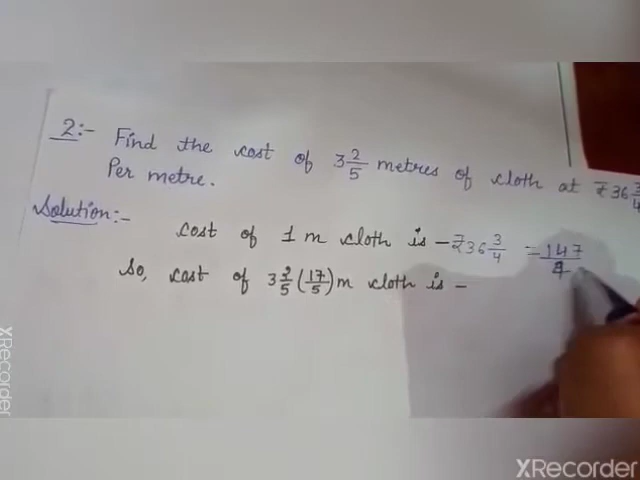 2:- Find the cost of 3 2/5 metres of cloth at ₹36 3/4
Per metre.
Solution:- cost of 1 m cloth is - ₹36 3/4 = 147/4
So, cost of 3 2/5 (17/5) m cloth is -
XRecorder
XRecorder